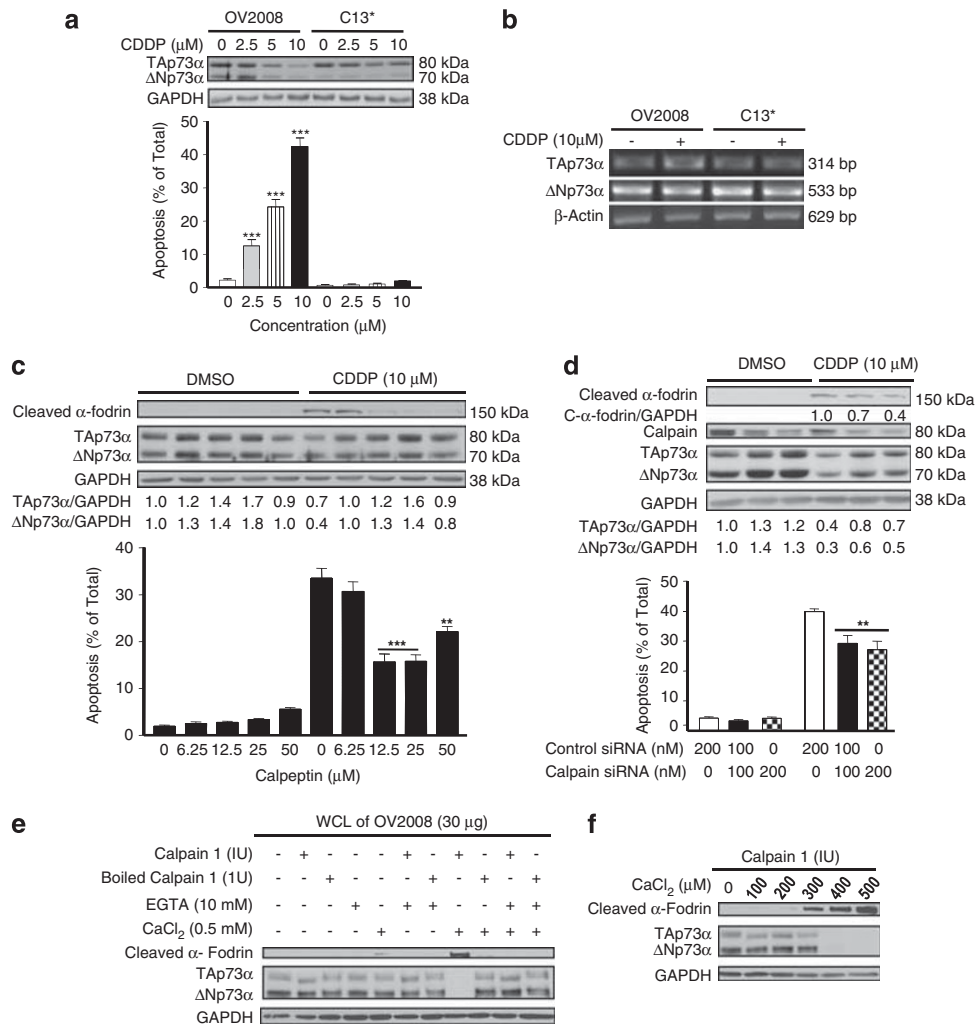 a
OV2008 C13*
CDDP (μM) 0 2.5 5 10 0 2.5 5 10
TAp73α 80 kDa
ΔNp73α 70 kDa
GAPDH 38 kDa
Apoptosis (% of Total)
50
40
30
20
10
0
*** *** ***
0 2.5 5 10 0 2.5 5 10
Concentration (μM)
b
OV2008 C13*
CDDP (10μM) - + - +
TAp73α 314 bp
ΔNp73α 533 bp
β-Actin 629 bp
c
DMSO CDDP (10 μM)
Cleaved α-fodrin 150 kDa
TAp73α 80 kDa
ΔNp73α 70 kDa
GAPDH 38 kDa
TAp73α/GAPDH 1.0 1.2 1.4 1.7 0.9 0.7 1.0 1.2 1.6 0.9
ΔNp73α/GAPDH 1.0 1.3 1.4 1.8 1.0 0.4 1.0 1.3 1.4 0.8
Apoptosis (% of Total)
40
30
20
10
0
*** **
0 6.25 12.5 25 50 0 6.25 12.5 25 50
Calpeptin (μM)
d
DMSO CDDP (10 μM)
Cleaved α-fodrin 150 kDa
C-α-fodrin/GAPDH 1.0 0.7 0.4
Calpain 80 kDa
TAp73α 80 kDa
ΔNp73α 70 kDa
GAPDH 38 kDa
TAp73α/GAPDH 1.0 1.3 1.2 0.4 0.8 0.7
ΔNp73α/GAPDH 1.0 1.4 1.3 0.3 0.6 0.5
Apoptosis (% of Total)
50
40
30
20
10
0
**
Control siRNA (nM) 200 100 0 200 100 0
Calpain siRNA (nM) 0 100 200 0 100 200
e
WCL of OV2008 (30 μg)
Calpain 1 (IU) - + - - - + - + - + -
Boiled Calpain 1 (1U) - - + - - - + - + - +
EGTA (10 mM) - - - + - + + - - + +
CaCl2 (0.5 mM) - - - - + - - + + + +
Cleaved α- Fodrin
TAp73α
ΔNp73α
GAPDH
f
Calpain 1 (IU)
CaCl2 (μM) 0 100 200 300 400 500
Cleaved α-Fodrin
TAp73α
ΔNp73α
GAPDH